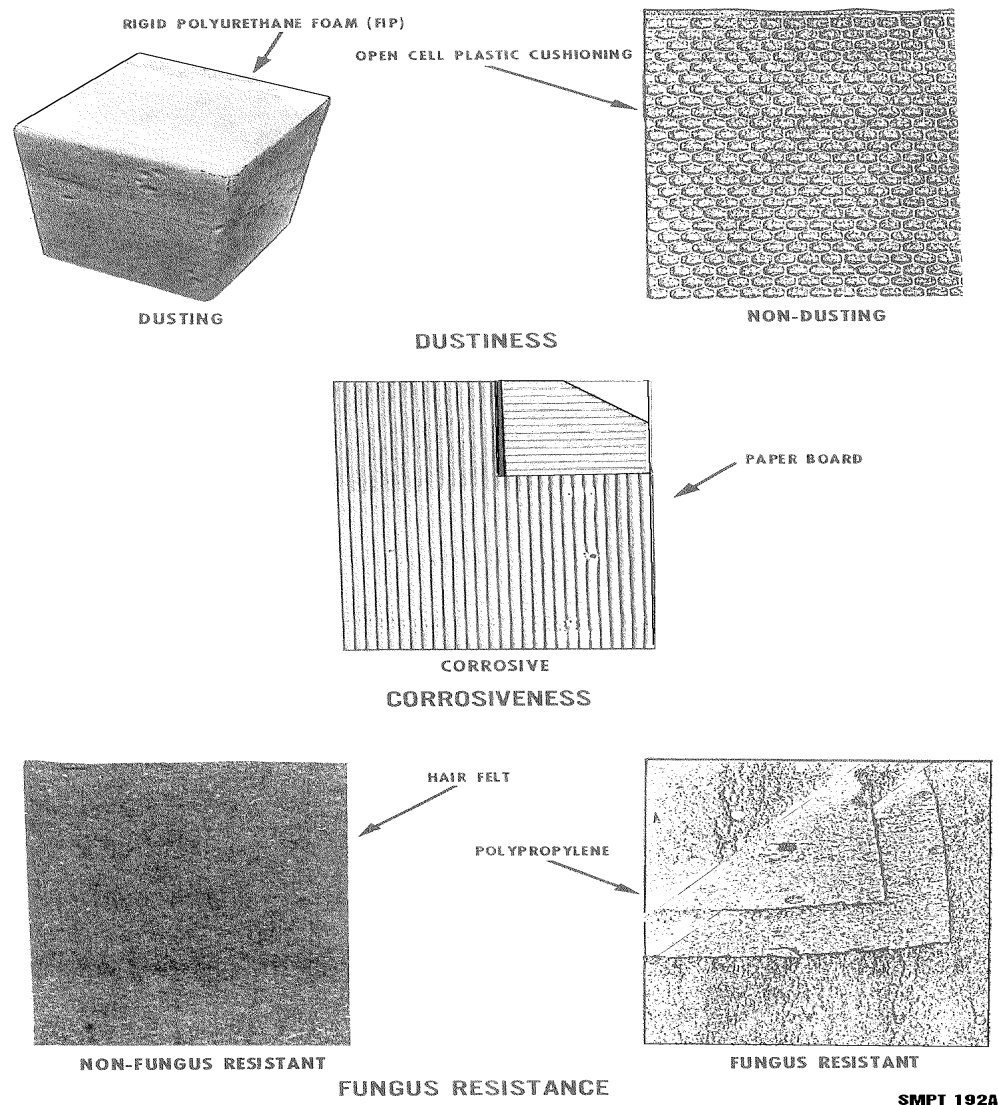 RIGID POLYURETHANE FOAM (FIP)
OPEN CELL PLASTIC CUSHIONING
DUSTING
NON-DUSTING
DUSTINESS
PAPER BOARD
CORROSIVE
CORROSIVENESS
HAIR FELT
POLYPROPYLENE
NON-FUNGUS RESISTANT
FUNGUS RESISTANT
FUNGUS RESISTANCE
SMPT 192A